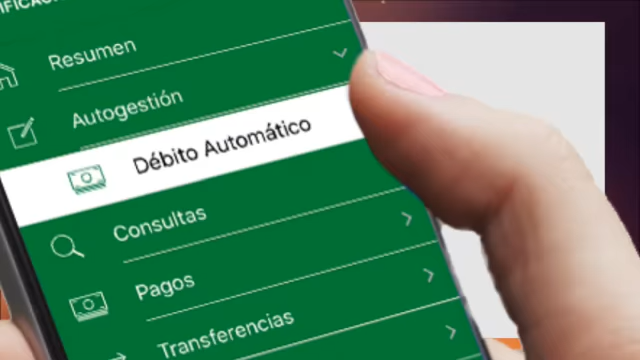 Resumen
Autogestión
Débito Automático
Consultas
Pagos
Transferencias